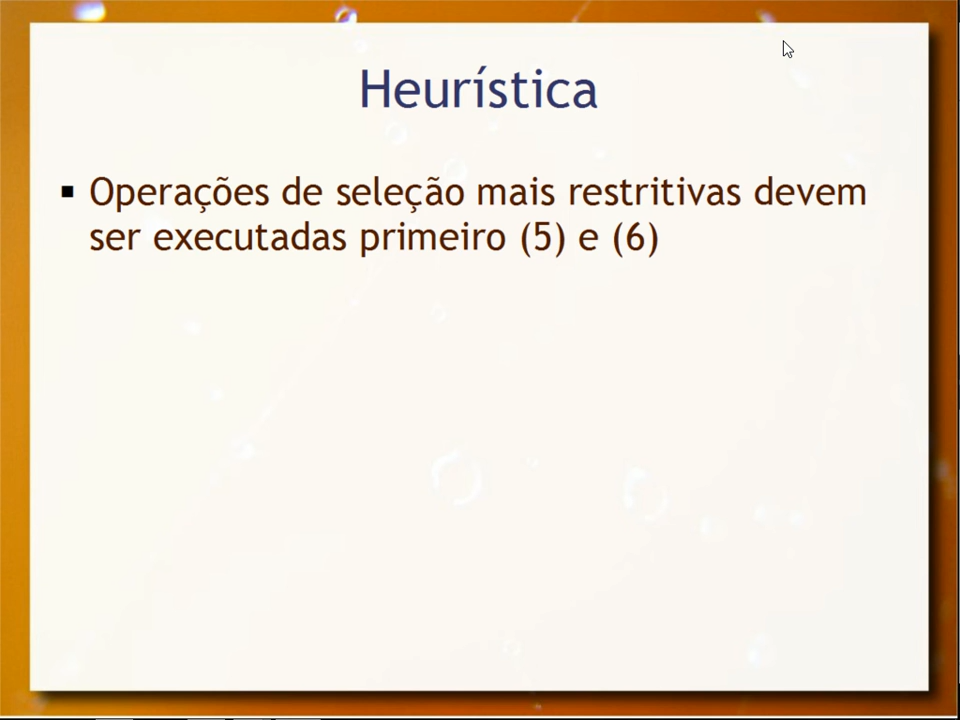 Heurística
▪ Operações de seleção mais restritivas devem
ser executadas primeiro (5) e (6)